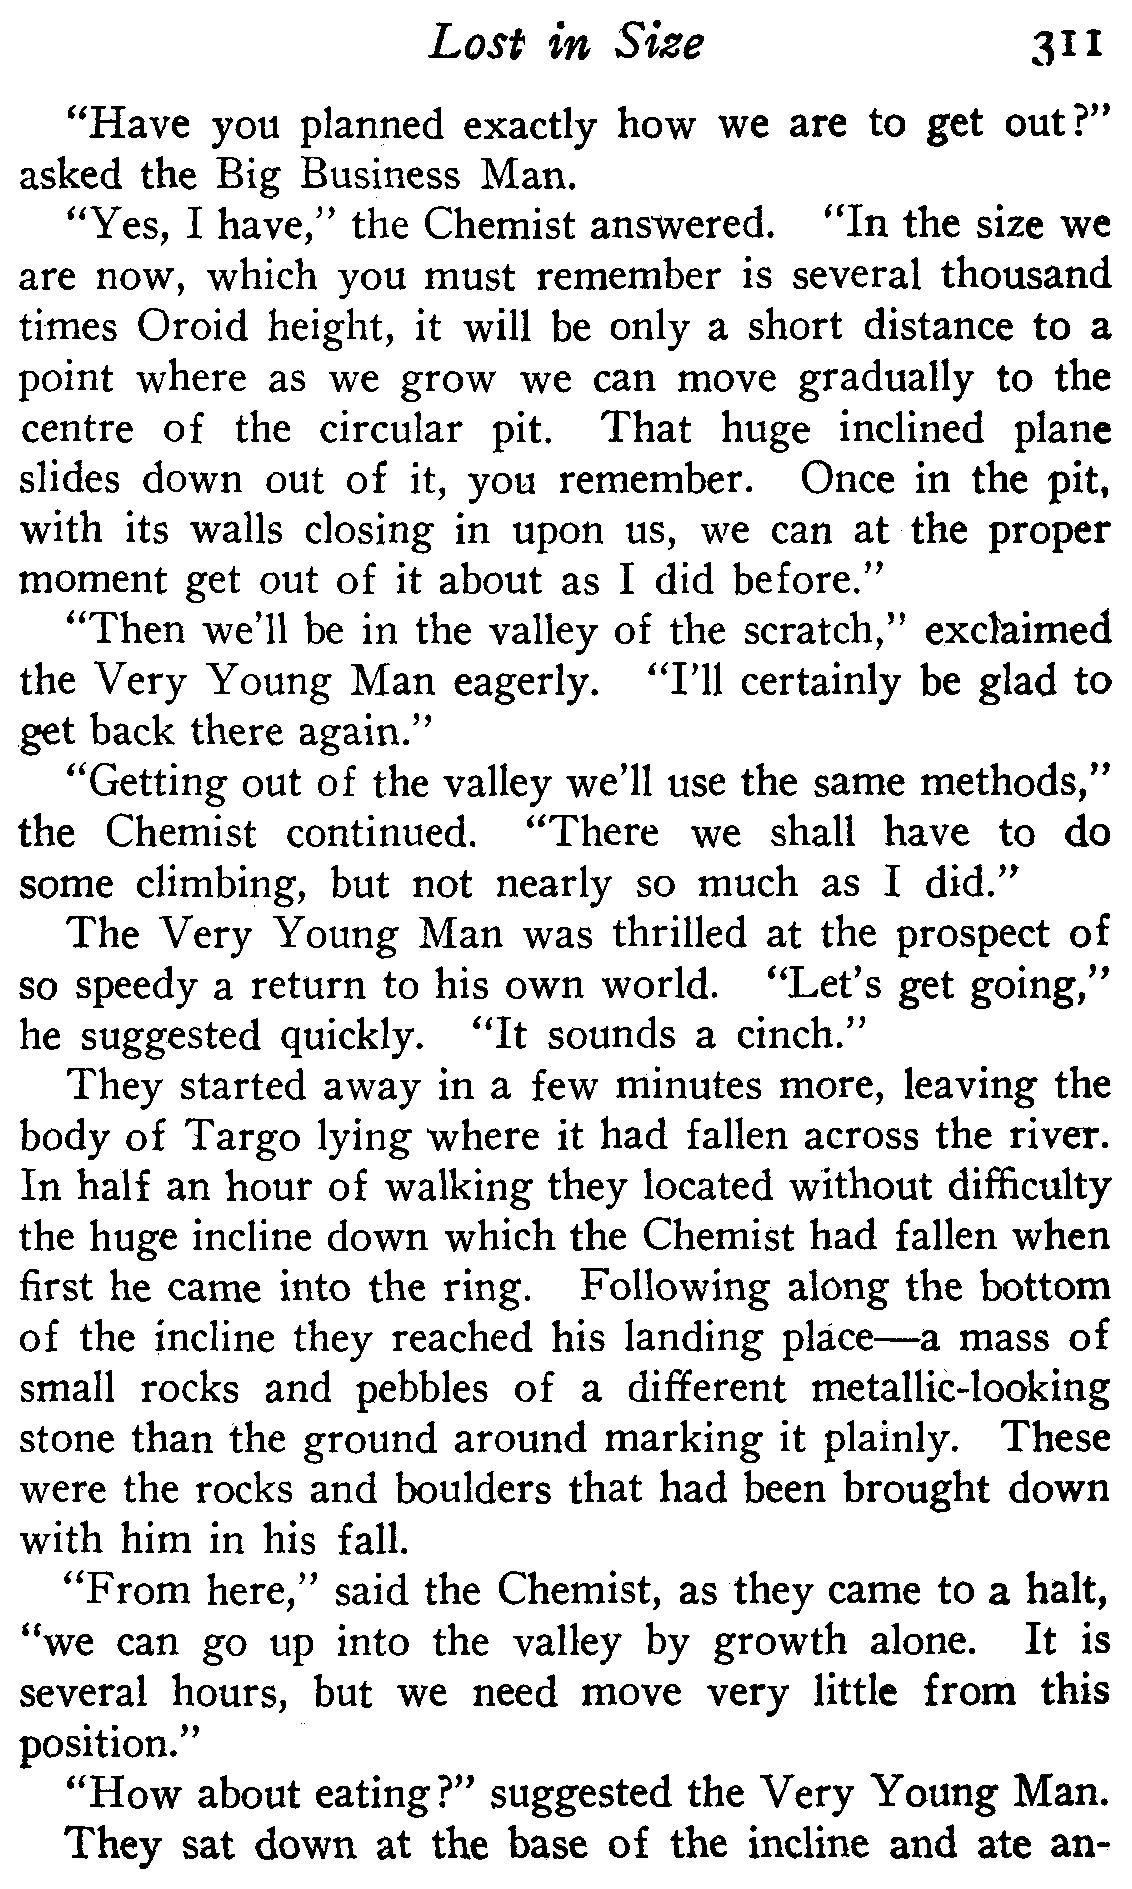 Lost in Size 311
"Have you planned exactly how we are to get out?"
asked the Big Business Man.
"Yes, I have," the Chemist answered. "In the size we
are now, which you must remember is several thousand
times Oroid height, it will be only a short distance to a
point where as we grow we can move gradually to the
centre of the circular pit. That huge inclined plane
slides down out of it, you remember. Once in the pit,
with its walls closing in upon us, we can at the proper
moment get out of it about as I did before."
"Then we'll be in the valley of the scratch," exclaimed
the Very Young Man eagerly. "I'll certainly be glad to
get back there again."
"Getting out of the valley we'll use the same methods,"
the Chemist continued. "There we shall have to do
some climbing, but not nearly so much as I did."
The Very Young Man was thrilled at the prospect of
so speedy a return to his own world. "Let's get going,"
he suggested quickly. "It sounds a cinch."
They started away in a few minutes more, leaving the
body of Targo lying where it had fallen across the river.
In half an hour of walking they located without difficulty
the huge incline down which the Chemist had fallen when
first he came into the ring. Following along the bottom
of the incline they reached his landing place—a mass of
small rocks and pebbles of a different metallic-looking
stone than the ground around marking it plainly. These
were the rocks and boulders that had been brought down
with him in his fall.
"From here," said the Chemist, as they came to a halt,
"we can go up into the valley by growth alone. It is
several hours, but we need move very little from this
position."
"How about eating?" suggested the Very Young Man.
They sat down at the base of the incline and ate an-